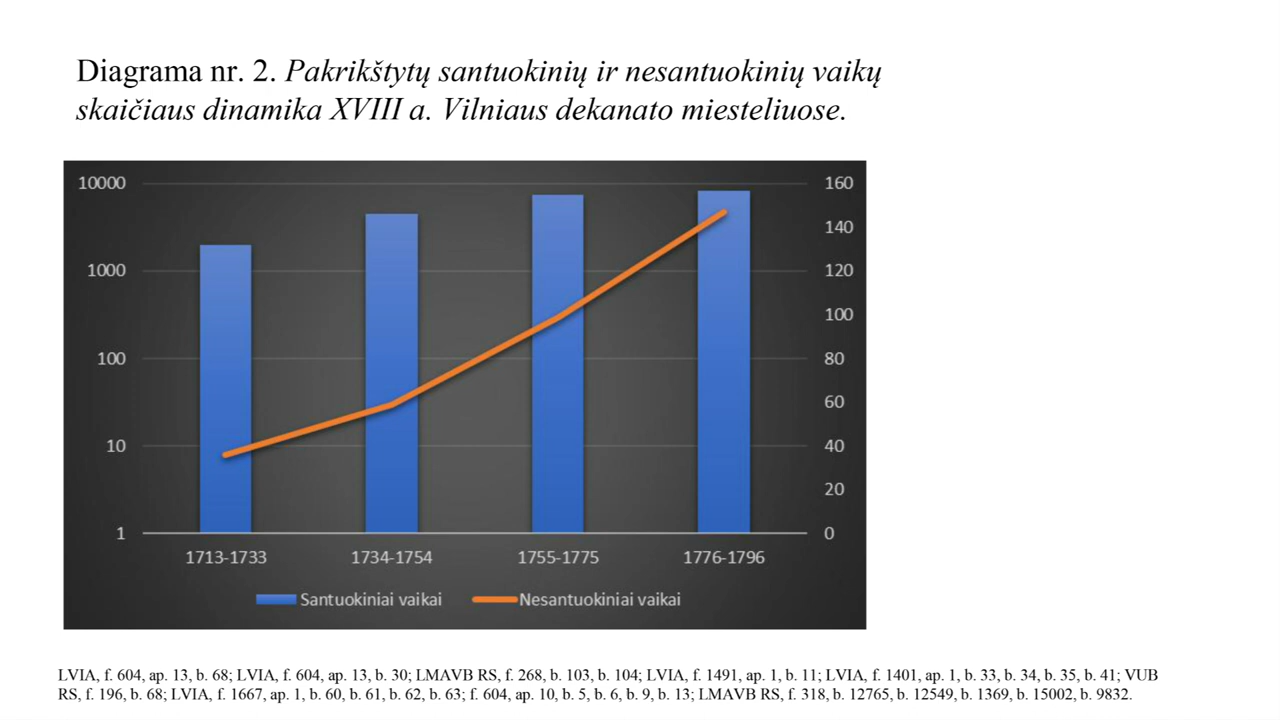 Diagrama nr. 2. Pakrikštytų santuokinių ir nesantuokinių vaikų
skaičiaus dinamika XVIII a. Vilniaus dekanato miesteliuose.
10000
1000
100
10
1
160
140
120
100
80
60
40
20
0
1713-1733 1734-1754 1755-1775 1776-1796
Santuokiniai vaikai Nesantuokiniai vaikai
LVIA, f. 604, ap. 13, b. 68; LVIA, f. 604, ap. 13, b. 30; LMAVB RS, f. 268, b. 103, b. 104; LVIA, f. 1491, ap. 1, b. 11; LVIA, f. 1401, ap. 1, b. 33, b. 34, b. 35, b. 41; VUB
RS, f. 196, b. 68; LVIA, f. 1667, ap. 1, b. 60, b. 61, b. 62, b. 63; f. 604, ap. 10, b. 5, b. 6, b. 9, b. 13; LMAVB RS, f. 318, b. 12765, b. 12549, b. 1369, b. 15002, b. 9832.